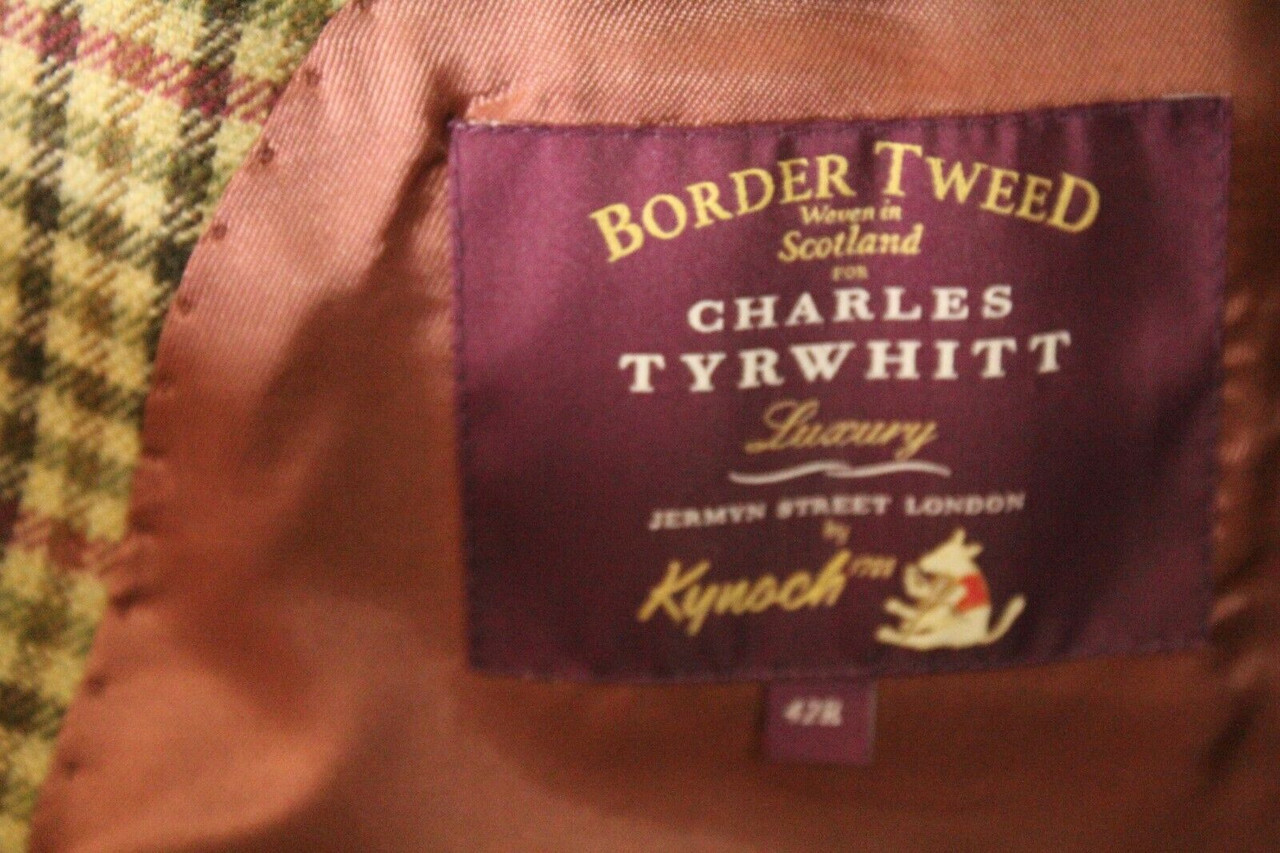 BORDER TWEED
Woven in
Scotland
FOR
CHARLES
TYRWHITT
Luxury
JERMYN STREET LONDON
by
Kynoch
42R